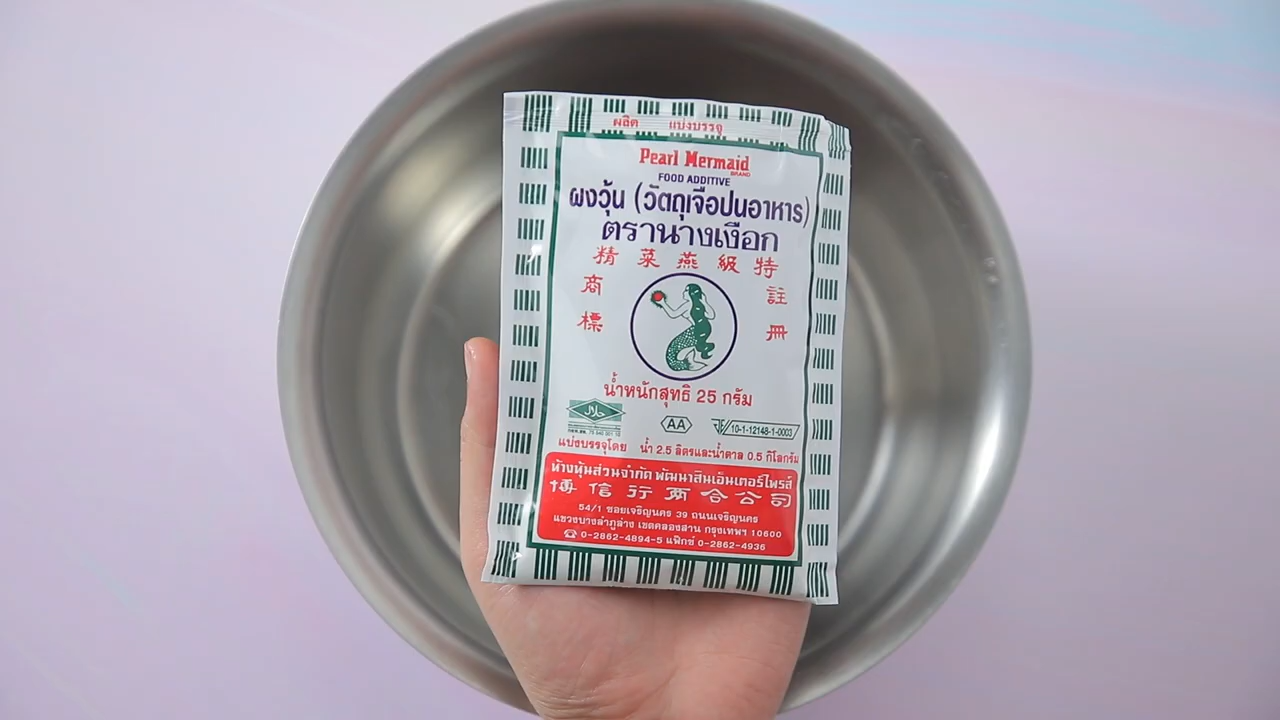 ผลิต แบ่งบรรจุ
Pearl Mermaid
BRAND
FOOD ADDITIVE
ผงวุ้น (วัตถุเจือปนอาหาร)
ตรานางเงือก
精菜燕級特
商 註
標 冊
น้ำหนักสุทธิ 25 กรัม
حلال
AA
10-1-12148-1-0003
แบ่งบรรจุโดย น้ำ 2.5 ลิตรและน้ำตาล 0.5 กิโลกรัม
ห้างหุ้นส่วนจำกัด พัฒนาสินเอ็นเตอร์ไพรส์
博信行兩合公司
54/1 ซอยเจริญนคร 39 ถนนเจริญนคร
แขวงบางลำภูล่าง เขตคลองสาน กรุงเทพฯ 10600
☎ 0-2862-4894-5 แฟ็กซ์ 0-2862-4936